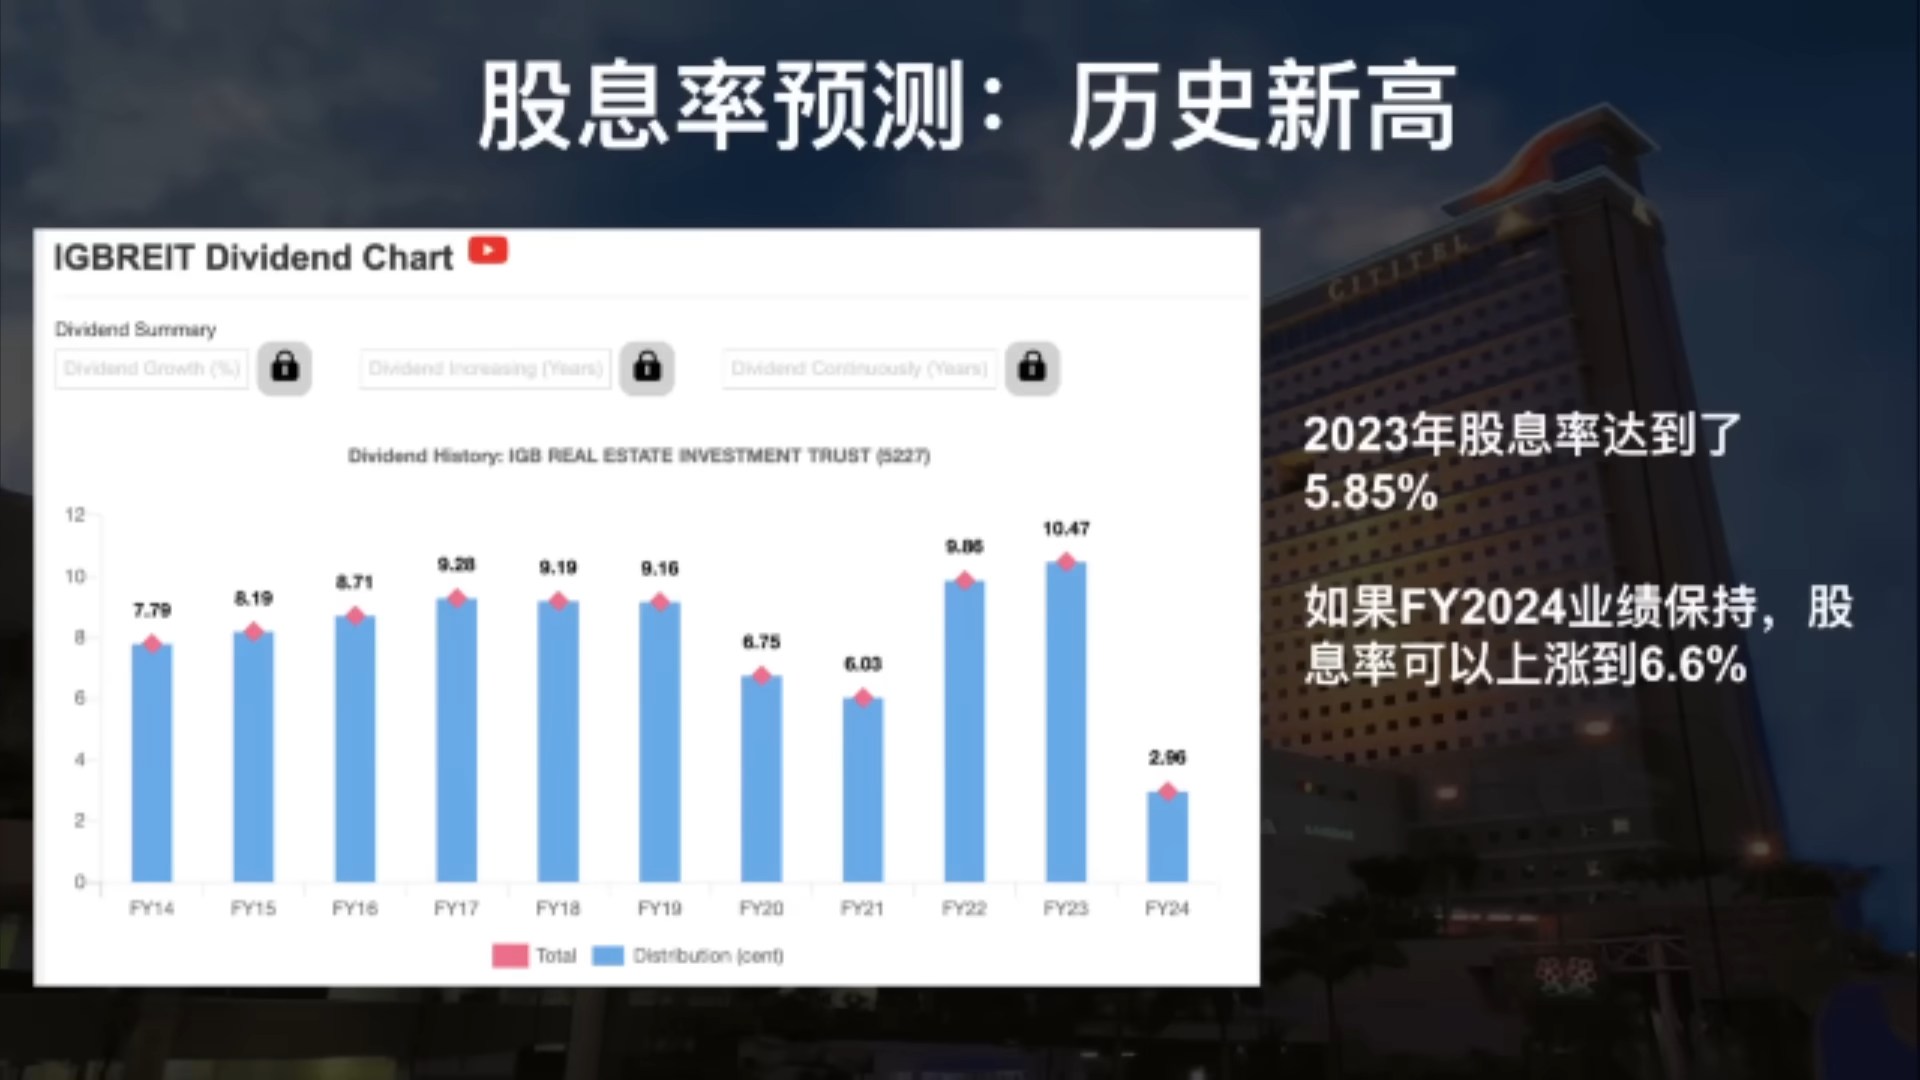 股息率预测：历史新高
IGBREIT Dividend Chart
Dividend Summary
Dividend Growth (%)
Dividend Increasing (Years)
Dividend Continuously (Years)
Dividend History: IGB REAL ESTATE INVESTMENT TRUST (5227)
12
10
8
6
4
2
0
7.79
8.19
8.71
9.28
9.19
9.16
6.75
6.03
9.86
10.47
2.96
FY14
FY15
FY16
FY17
FY18
FY19
FY20
FY21
FY22
FY23
FY24
Total
Distribution (cent)
CITITEL
2023年股息率达到了
5.85%
如果FY2024业绩保持，股
息率可以上涨到6.6%